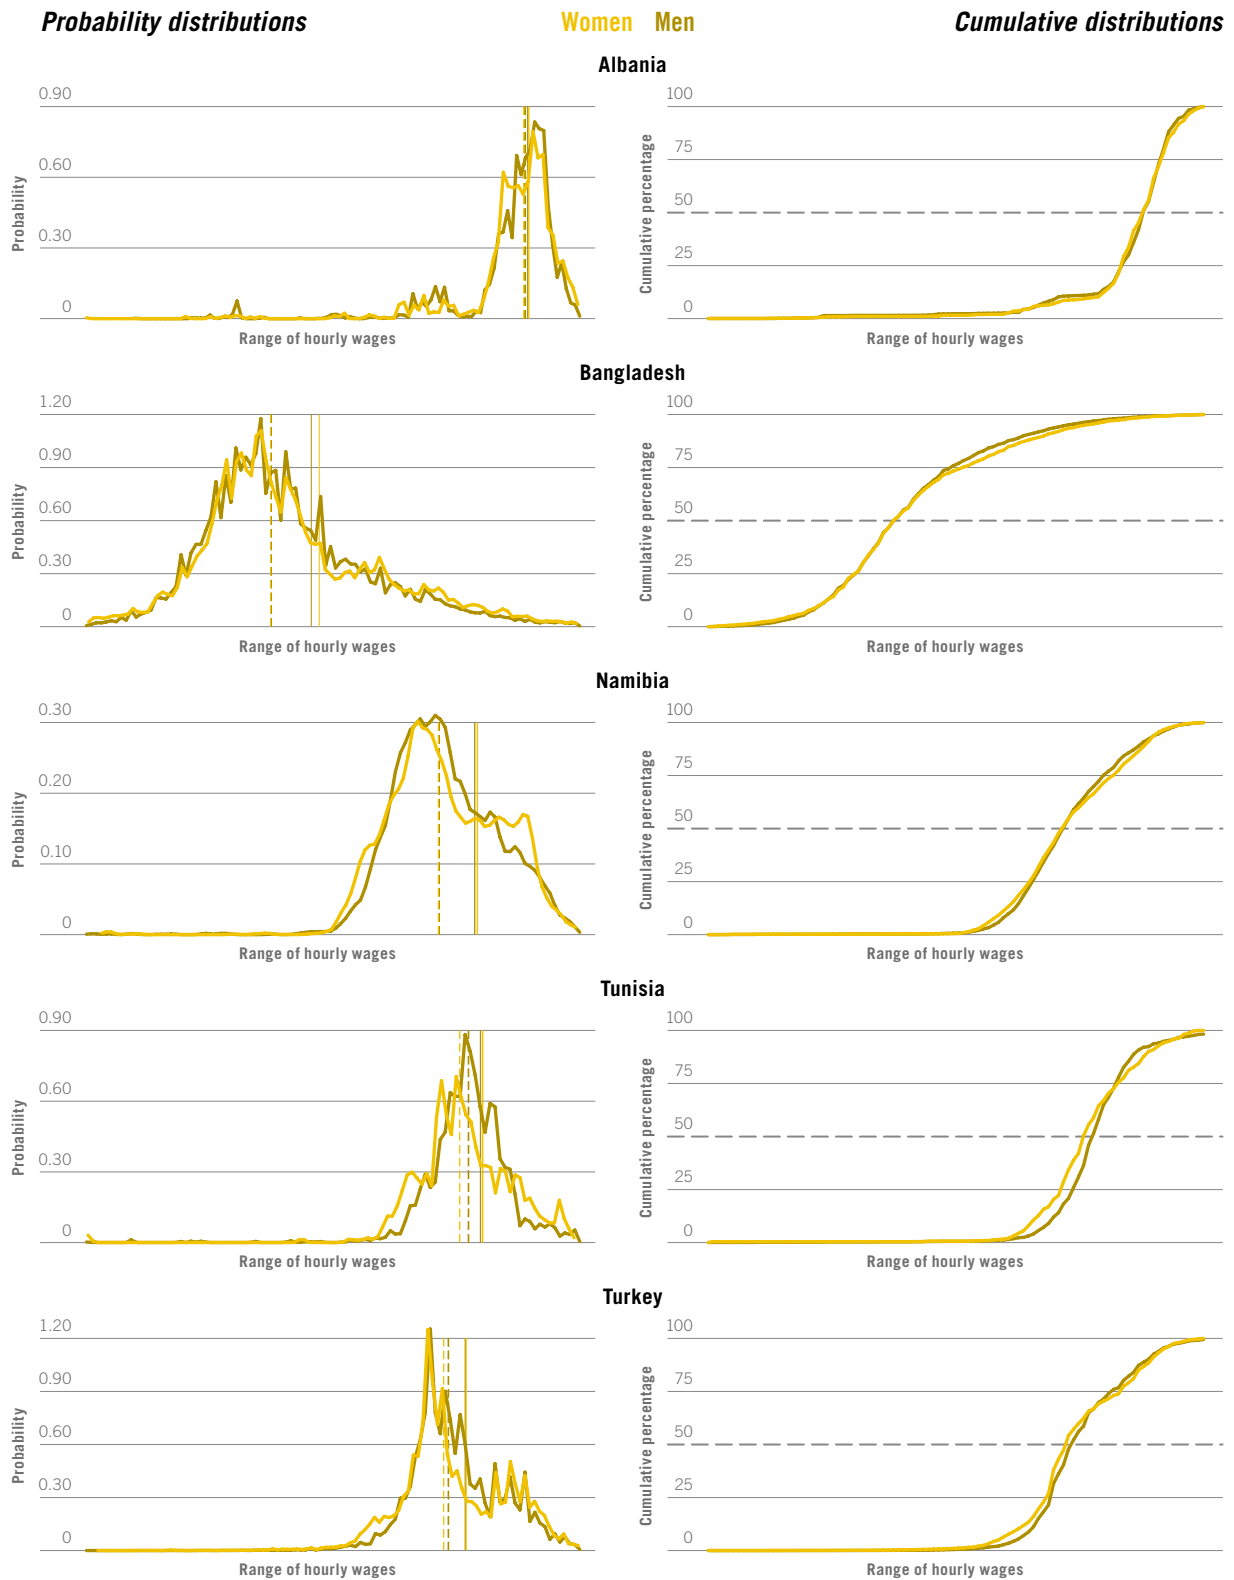 Probability distributions Women Men Cumulative distributions
Albania
Probability
0.90
0.60
0.30
0
Range of hourly wages
Cumulative percentage
100
75
50
25
0
Range of hourly wages
Bangladesh
Probability
1.20
0.90
0.60
0.30
0
Range of hourly wages
Cumulative percentage
100
75
50
25
0
Range of hourly wages
Namibia
Probability
0.30
0.20
0.10
0
Range of hourly wages
Cumulative percentage
100
75
50
25
0
Range of hourly wages
Tunisia
Probability
0.90
0.60
0.30
0
Range of hourly wages
Cumulative percentage
100
75
50
25
0
Range of hourly wages
Turkey
Probability
1.20
0.90
0.60
0.30
0
Range of hourly wages
Cumulative percentage
100
75
50
25
0
Range of hourly wages